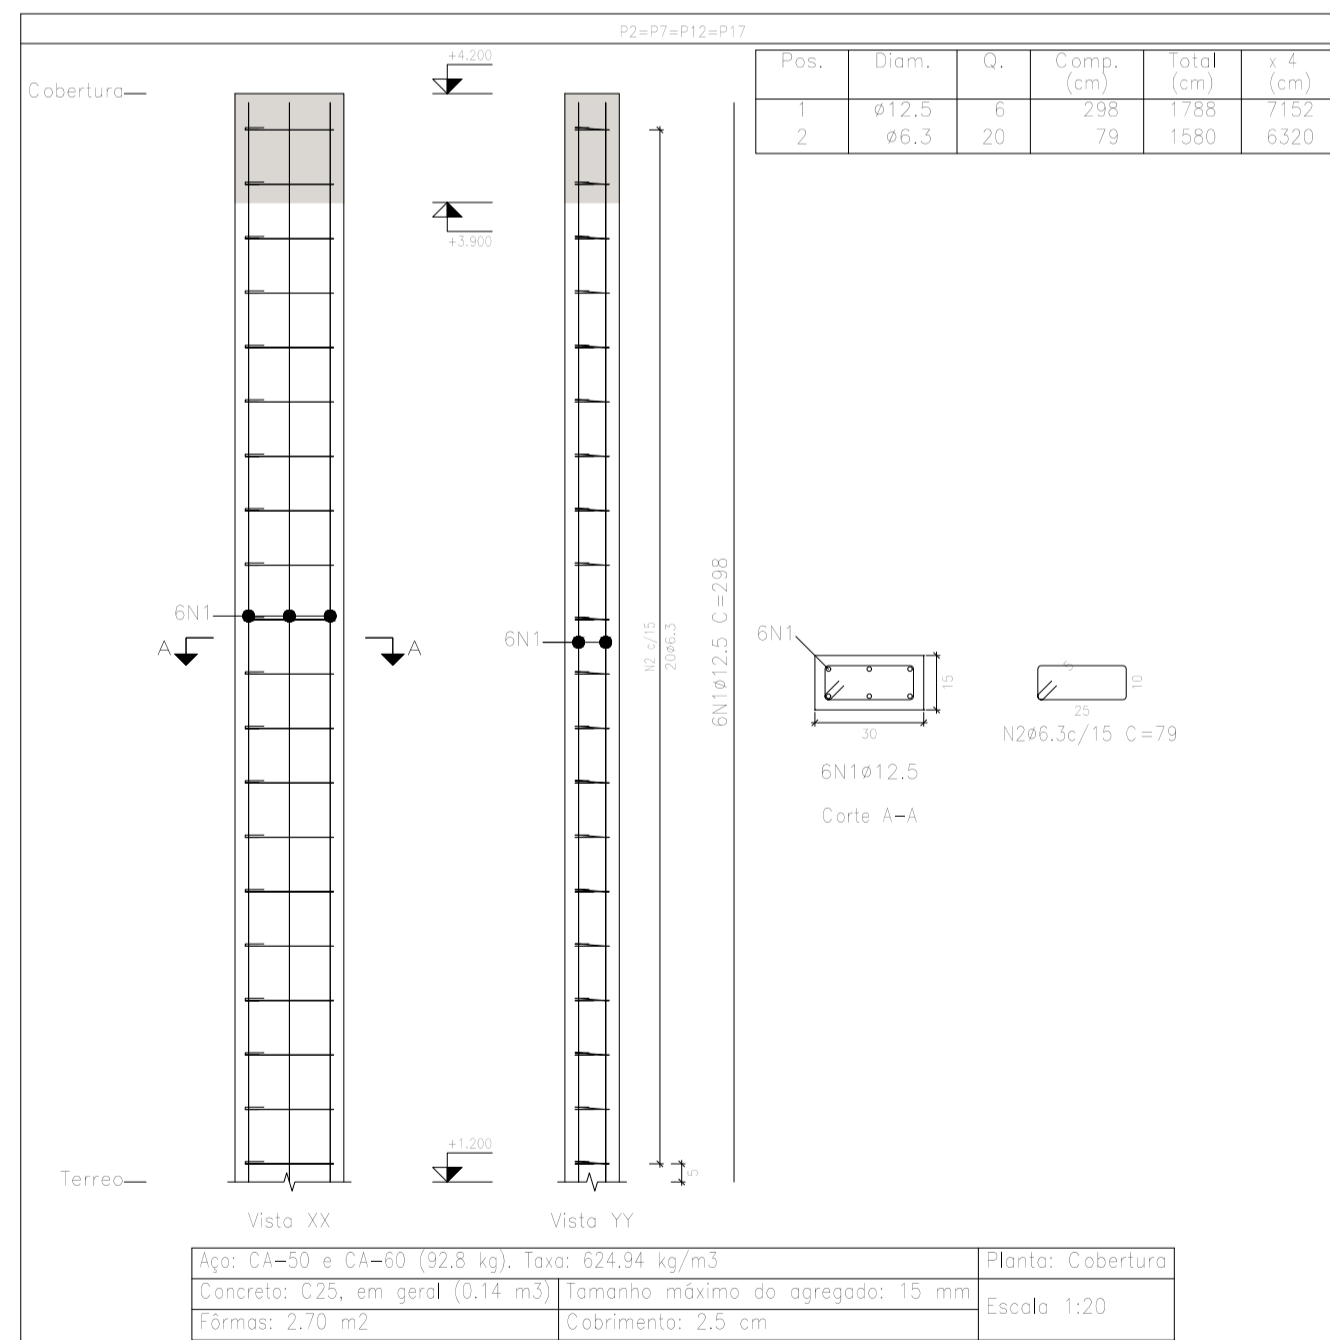 P2=P7=P12=P17
Pos. Diam. Q. Comp. (cm) Total (cm) x 4 (cm)
1 ø12.5 6 298 1788 7152
2 ø6.3 20 79 1580 6320
Cobertura
+4.200
+3.900
6N1
A
A
6N1
N2 c/15
20ø6.3
6N1ø12.5 C=298
6N1
15
30
6N1ø12.5
Corte A-A
5
10
25
N2ø6.3c/15 C=79
+1.200
5
Terreo
Vista XX
Vista YY
Aço: CA-50 e CA-60 (92.8 kg). Taxa: 624.94 kg/m3
Planta: Cobertura
Concreto: C25, em geral (0.14 m3)
Tamanho máximo do agregado: 15 mm
Escala 1:20
Fôrmas: 2.70 m2
Cobrimento: 2.5 cm